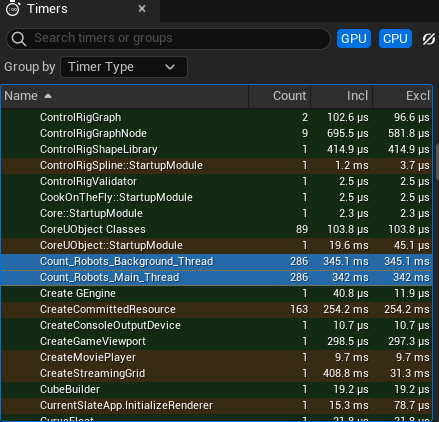 Timers ×
Search timers or groups GPU CPU
Group by Timer Type
Name Count Incl Excl
ControlRigGraph 2 102.6 µs 96.6 µs
ControlRigGraphNode 9 695.5 µs 581.8 µs
ControlRigShapeLibrary 1 414.9 µs 414.9 µs
ControlRigSpline::StartupModule 1 1.2 ms 3.7 µs
ControlRigValidator 1 2.5 µs 2.5 µs
CookOnTheFly::StartupModule 1 2.5 µs 2.5 µs
Core::StartupModule 1 2.3 µs 2.3 µs
CoreUObject Classes 89 103.8 µs 103.8 µs
CoreUObject::StartupModule 1 19.6 ms 45.1 µs
Count_Robots_Background_Thread 286 345.1 ms 345.1 ms
Count_Robots_Main_Thread 286 342 ms 342 ms
Create GEngine 1 40.8 µs 11.9 µs
CreateCommittedResource 163 254.2 ms 254.2 ms
CreateConsoleOutputDevice 1 10.7 µs 10.7 µs
CreateGameViewport 1 298.5 µs 297.3 µs
CreateMoviePlayer 1 9.7 ms 9.7 ms
CreateStreamingGrid 1 408.8 ms 31.3 ms
CubeBuilder 1 19.2 µs 19.2 µs
CurrentSlateApp.InitializeRenderer 1 15.3 ms 78.7 µs